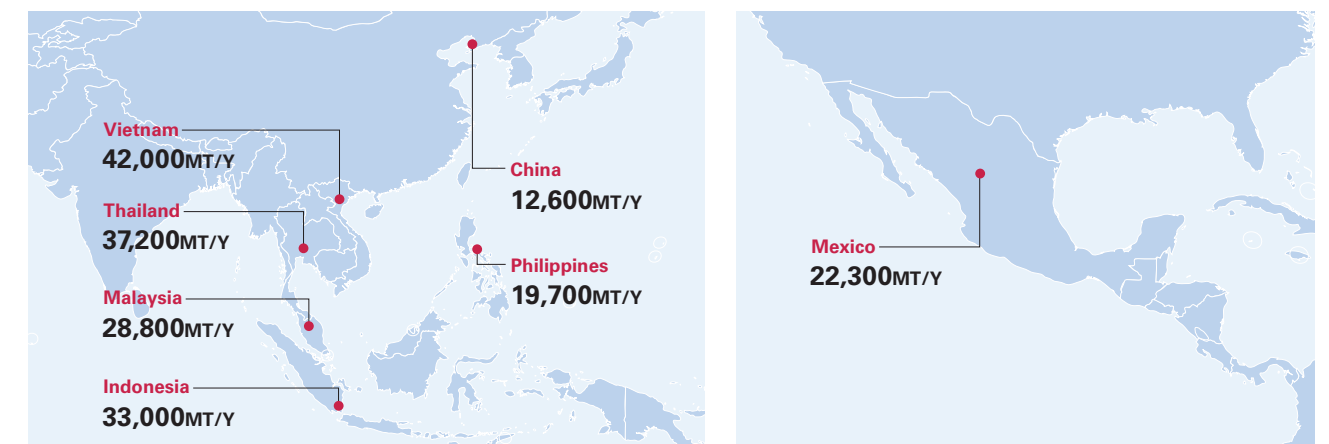 Vietnam
42,000MT/Y
Thailand
37,200MT/Y
Malaysia
28,800MT/Y
Indonesia
33,000MT/Y
China
12,600MT/Y
Philippines
19,700MT/Y
Mexico
22,300MT/Y